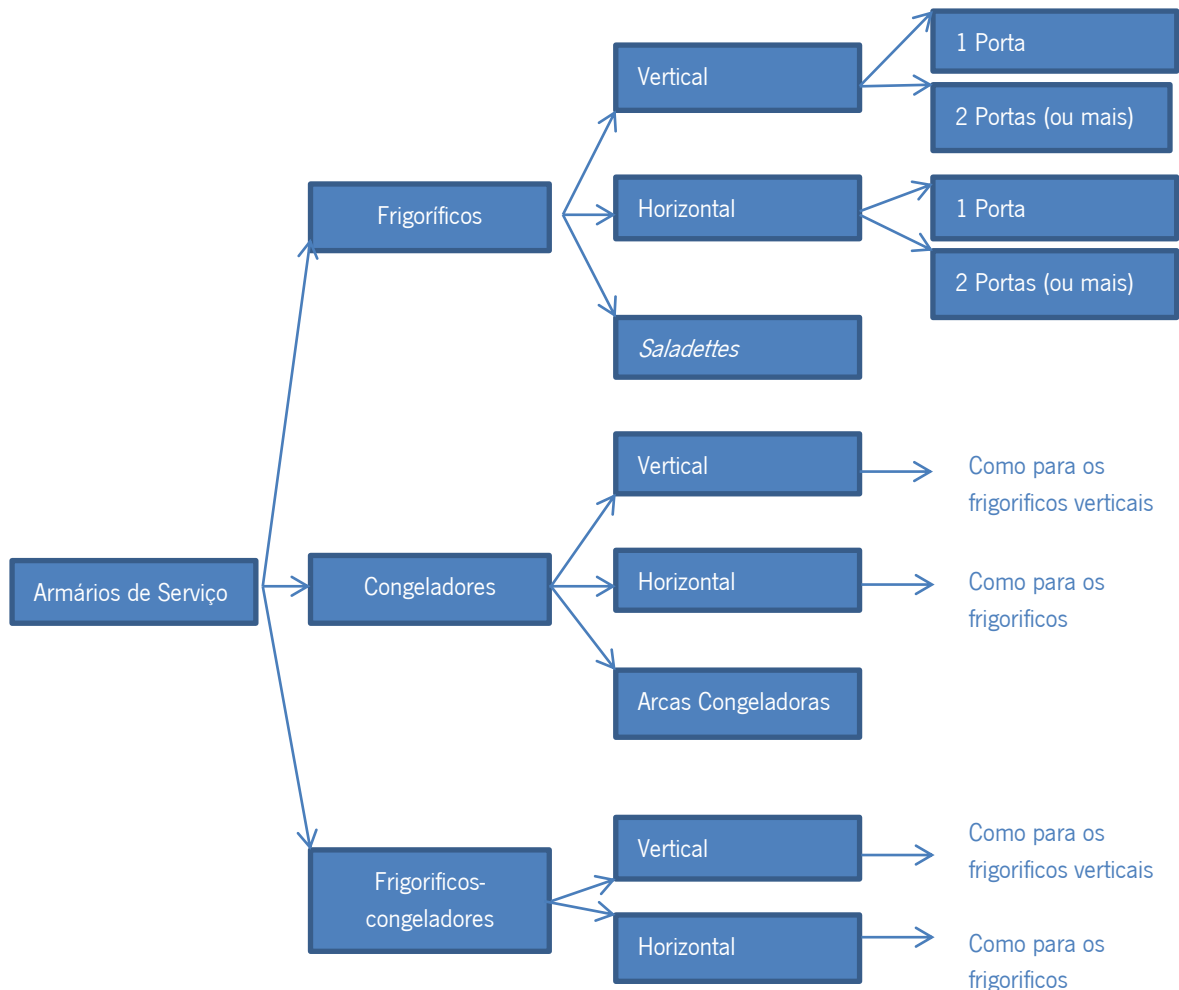 1 Porta
Vertical
2 Portas (ou mais)
Frigoríficos
Horizontal
1 Porta
2 Portas (ou mais)
Saladettes
Vertical
Como para os
frigorificos verticais
Armários de Serviço
Congeladores
Horizontal
Como para os
frigorificos
Arcas Congeladoras
Frigorificos-
congeladores
Vertical
Como para os
frigorificos verticais
Horizontal
Como para os
frigorificos